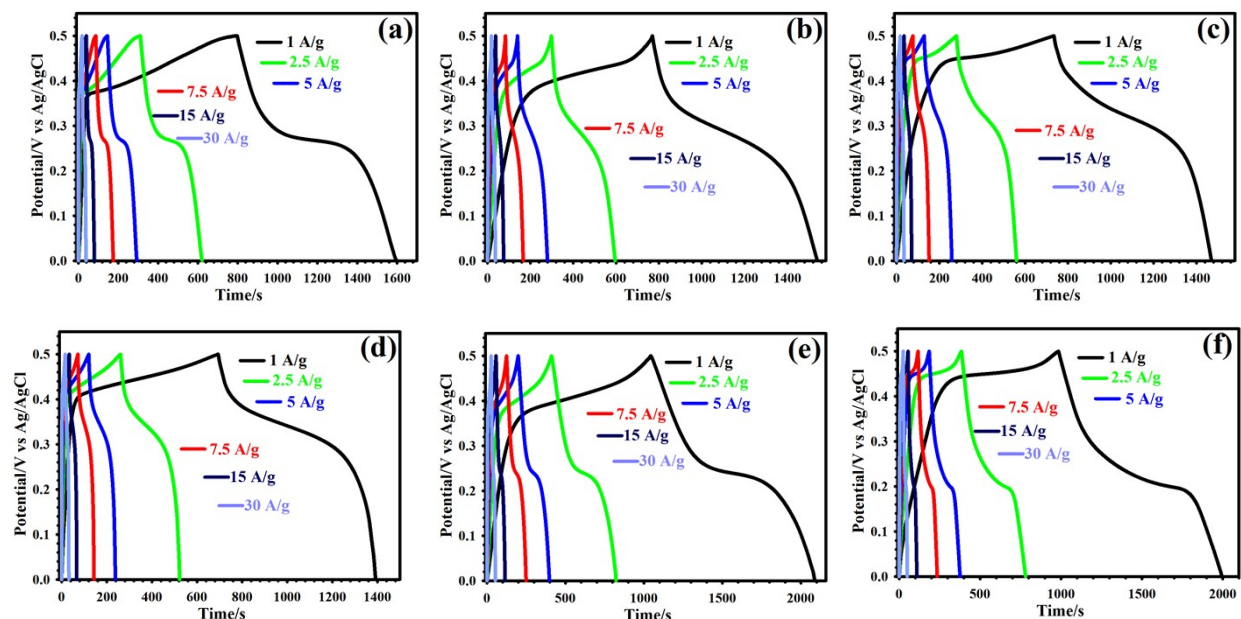 (a)
0.5
0.4
0.3
0.2
0.1
0.0
Potential/V vs Ag/AgCl
1 A/g
2.5 A/g
5 A/g
7.5 A/g
15 A/g
30 A/g
0 200 400 600 800 1000 1200 1400 1600
Time/s
(b)
0.5
0.4
0.3
0.2
0.1
0.0
Potential/V vs Ag/AgCl
1 A/g
2.5 A/g
5 A/g
7.5 A/g
15 A/g
30 A/g
0 200 400 600 800 1000 1200 1400
Time/s
(c)
0.5
0.4
0.3
0.2
0.1
0.0
Potential/V vs Ag/AgCl
1 A/g
2.5 A/g
5 A/g
7.5 A/g
15 A/g
30 A/g
0 200 400 600 800 1000 1200 1400
Time/s
(d)
0.5
0.4
0.3
0.2
0.1
0.0
Potential/V vs Ag/AgCl
1 A/g
2.5 A/g
5 A/g
7.5 A/g
15 A/g
30 A/g
0 200 400 600 800 1000 1200 1400
Time/s
(e)
0.5
0.4
0.3
0.2
0.1
0.0
Potential/V vs Ag/AgCl
1 A/g
2.5 A/g
5 A/g
7.5 A/g
15 A/g
30 A/g
0 500 1000 1500 2000
Time/s
(f)
0.5
0.4
0.3
0.2
0.1
0.0
Potential/V vs Ag/AgCl
1 A/g
2.5 A/g
5 A/g
7.5 A/g
15 A/g
30 A/g
0 500 1000 1500 2000
Time/s